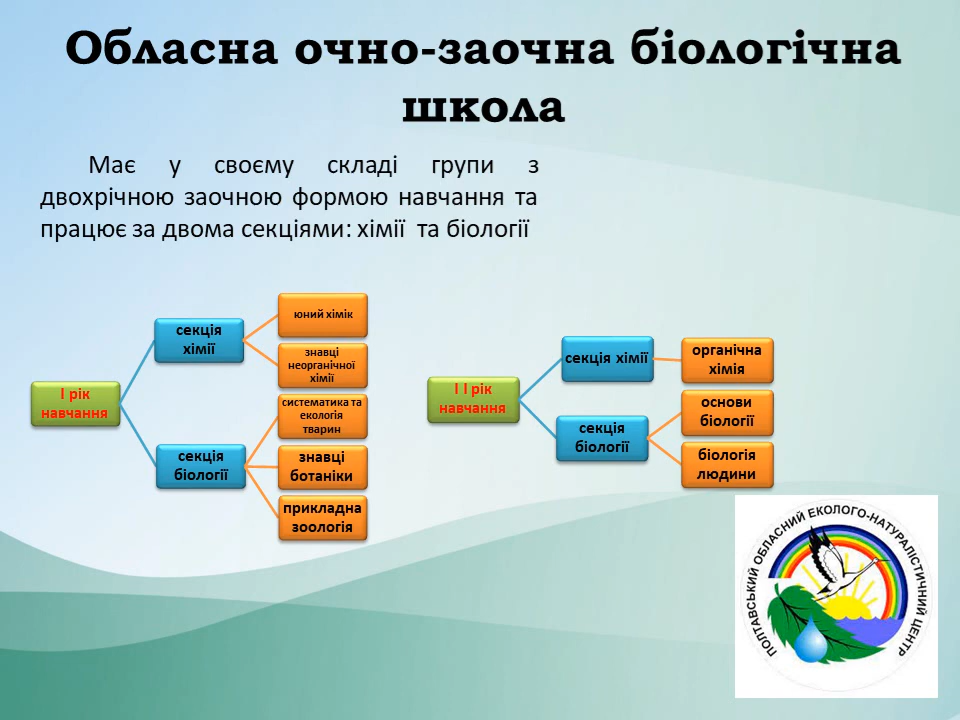 Обласна очно-заочна біологічна
школа
Має у своєму складі групи з
двохрічною заочною формою навчання та
працює за двома секціями: хімії та біології
І рік
навчання
секція
хімії
юний хімік
знавці
неорганічної
хімії
секція
біології
систематика та
екологія
тварин
знавці
ботаніки
прикладна
зоологія
І І рік
навчання
секція хімії
органічна
хімія
секція
біології
основи
біології
біологія
людини
ПОЛТАВСЬКИЙ ОБЛАСНИЙ ЕКОЛОГО-НАТУРАЛІСТИЧНИЙ ЦЕНТР